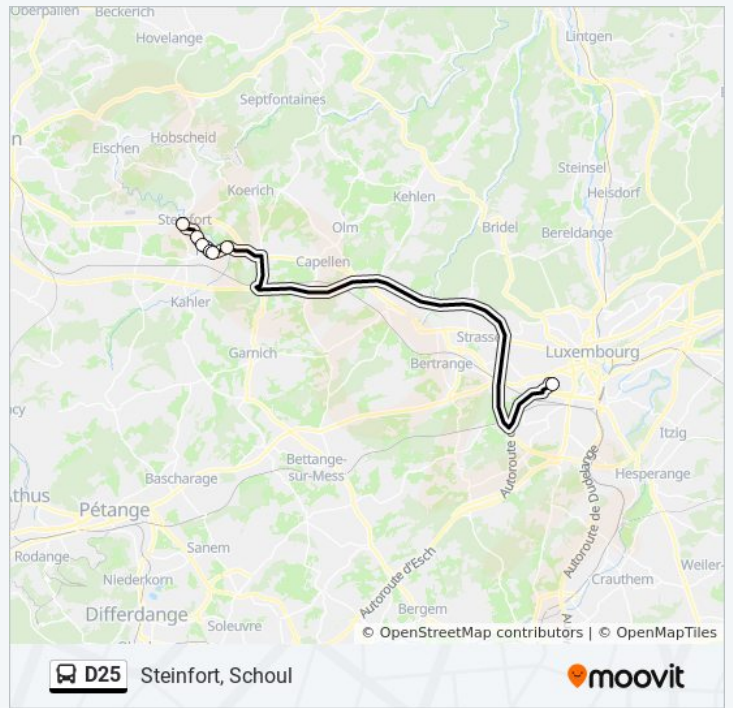 Oberpallen
Beckerich
Hovelange
Lintgen
Septfontaines
Hobscheid
Eischen
Steinsel
Koerich
Kehlen
Heisdorf
Steinfort
Olm
Bridel
Bereldange
Capellen
Kahler
Strasse
Luxembourg
Garnich
Bertrange
Itzig
Bettange-
sur-Mess
Hesperange
Bascharage
Athus
Pétange
Autoroute d
Autoroute de Dudelange
Sanem
Rodange
Niederkorn
Autoroute d'Esch
Weiler-
Crauthem
Differdange
Bergem
Soleuvre
© OpenStreetMap contributors | © OpenMapTiles
D25 Steinfort, Schoul
moovit